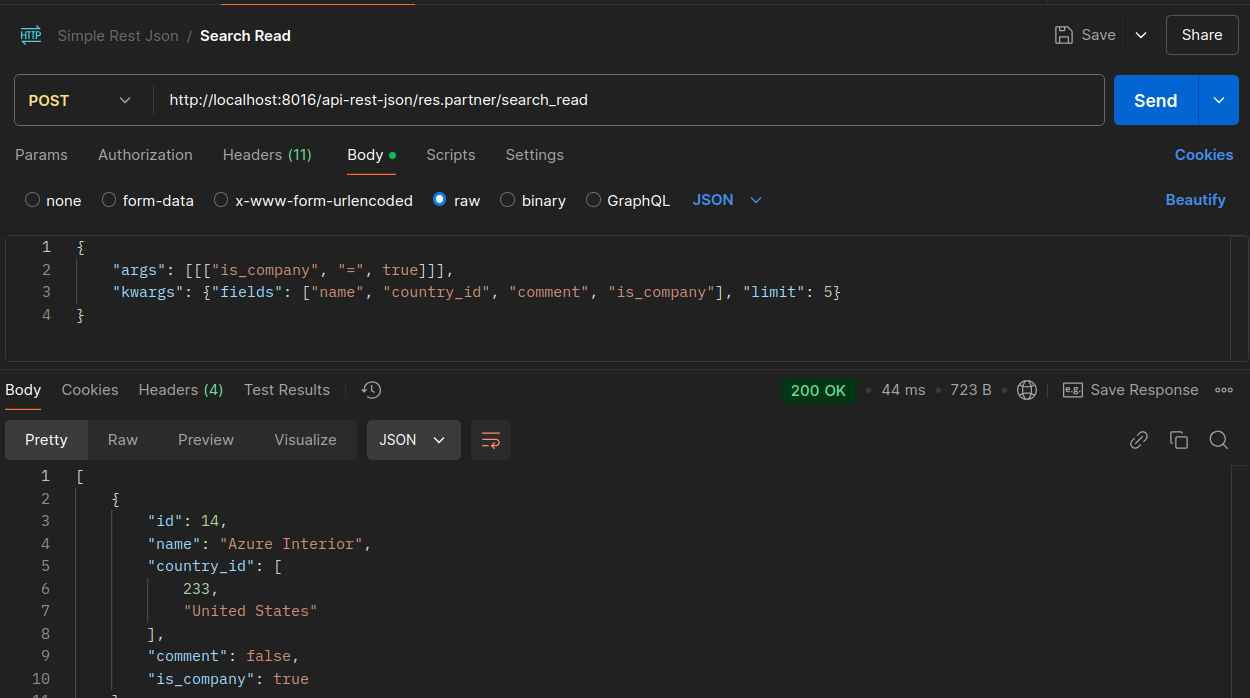 HTTP Simple Rest Json / Search Read Save Share
POST http://localhost:8016/api-rest-json/res.partner/search_read Send
Params Authorization Headers (11) Body Scripts Settings Cookies
none form-data x-www-form-urlencoded raw binary GraphQL JSON Beautify
1 {
2 "args": [[["is_company", "=", true]]],
3 "kwargs": {"fields": ["name", "country_id", "comment", "is_company"], "limit": 5}
4 }
Body Cookies Headers (4) Test Results 200 OK 44 ms 723 B e.g. Save Response
Pretty Raw Preview Visualize JSON
1 [
2 {
3 "id": 14,
4 "name": "Azure Interior",
5 "country_id": [
6 233,
7 "United States"
8 ],
9 "comment": false,
10 "is_company": true